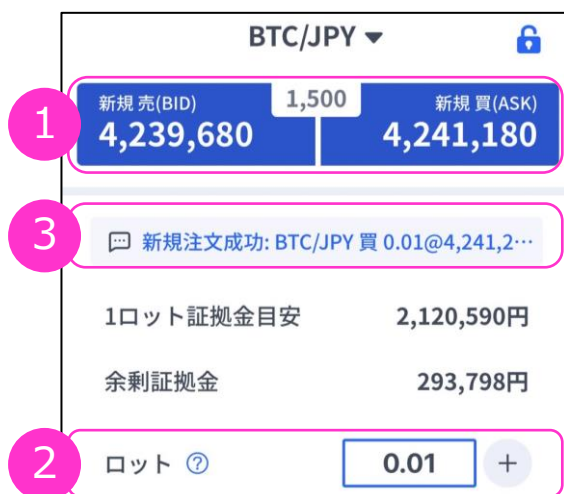 BTC/JPY
1
新規 売(BID)
1,500
新規 買(ASK)
4,239,680
4,241,180
3
新規注文成功: BTC/JPY 買 0.01@4,241,2…
1ロット証拠金目安
2,120,590円
余剰証拠金
293,798円
2
ロット ?
0.01
+